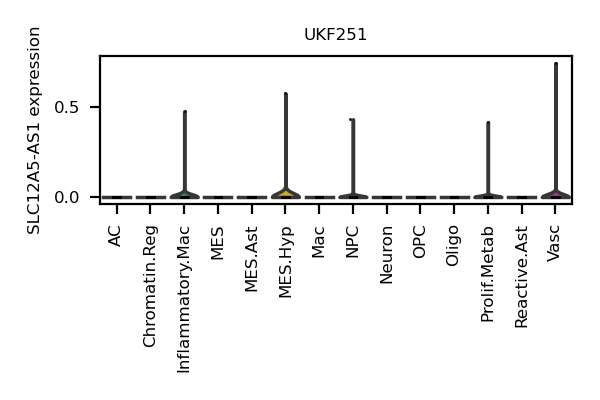 UKF251
SLC12A5-AS1 expression
0.5
0.0
AC
Chromatin.Reg
Inflammatory.Mac
MES
MES.Ast
MES.Hyp
Mac
NPC
Neuron
OPC
Oligo
Prolif.Metab
Reactive.Ast
Vasc